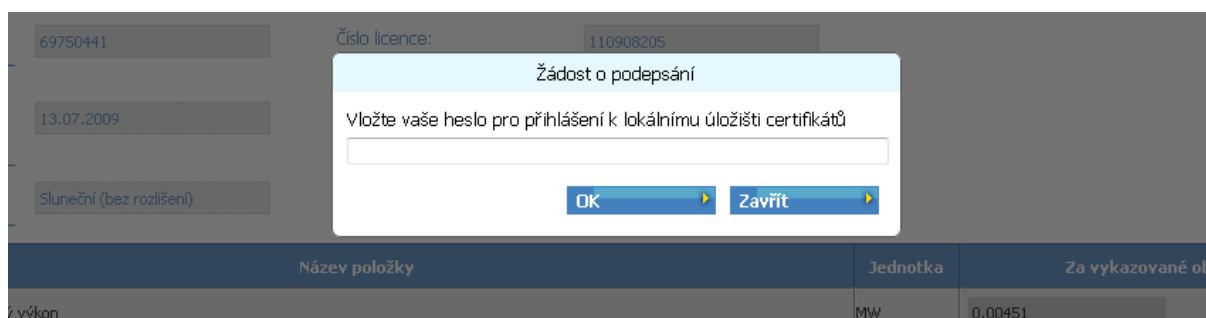 69750441 Číslo licence: 110908205
Žádost o podepsání
13.07.2009
Vložte vaše heslo pro přihlášení k lokálnímu úložišti certifikátů
Sluneční (bez rozlišení)
OK Zavřít
Název položky Jednotka Za vykazované
výkon MW 0.00451